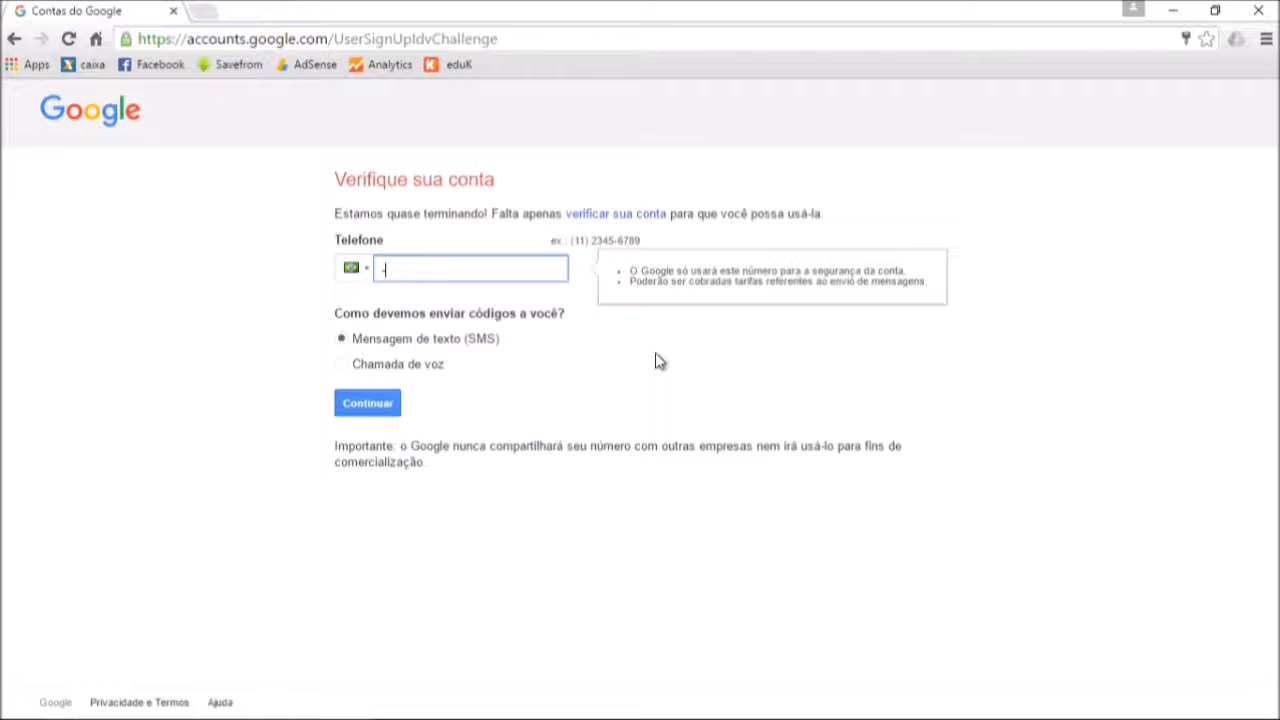 Contas do Google
https://accounts.google.com/UserSignUpIdvChallenge
Apps caixa Facebook Savefrom AdSense Analytics eduK
Google
Verifique sua conta
Estamos quase terminando! Falta apenas verificar sua conta para que você possa usá-la.
Telefone ex.: (11) 2345-6789
O Google só usará este número para a segurança da conta.
Poderão ser cobradas tarifas referentes ao envio de mensagens.
Como devemos enviar códigos a você?
Mensagem de texto (SMS)
Chamada de voz
Continuar
Importante: o Google nunca compartilhará seu número com outras empresas nem irá usá-lo para fins de
comercialização.
Google Privacidade e Termos Ajuda